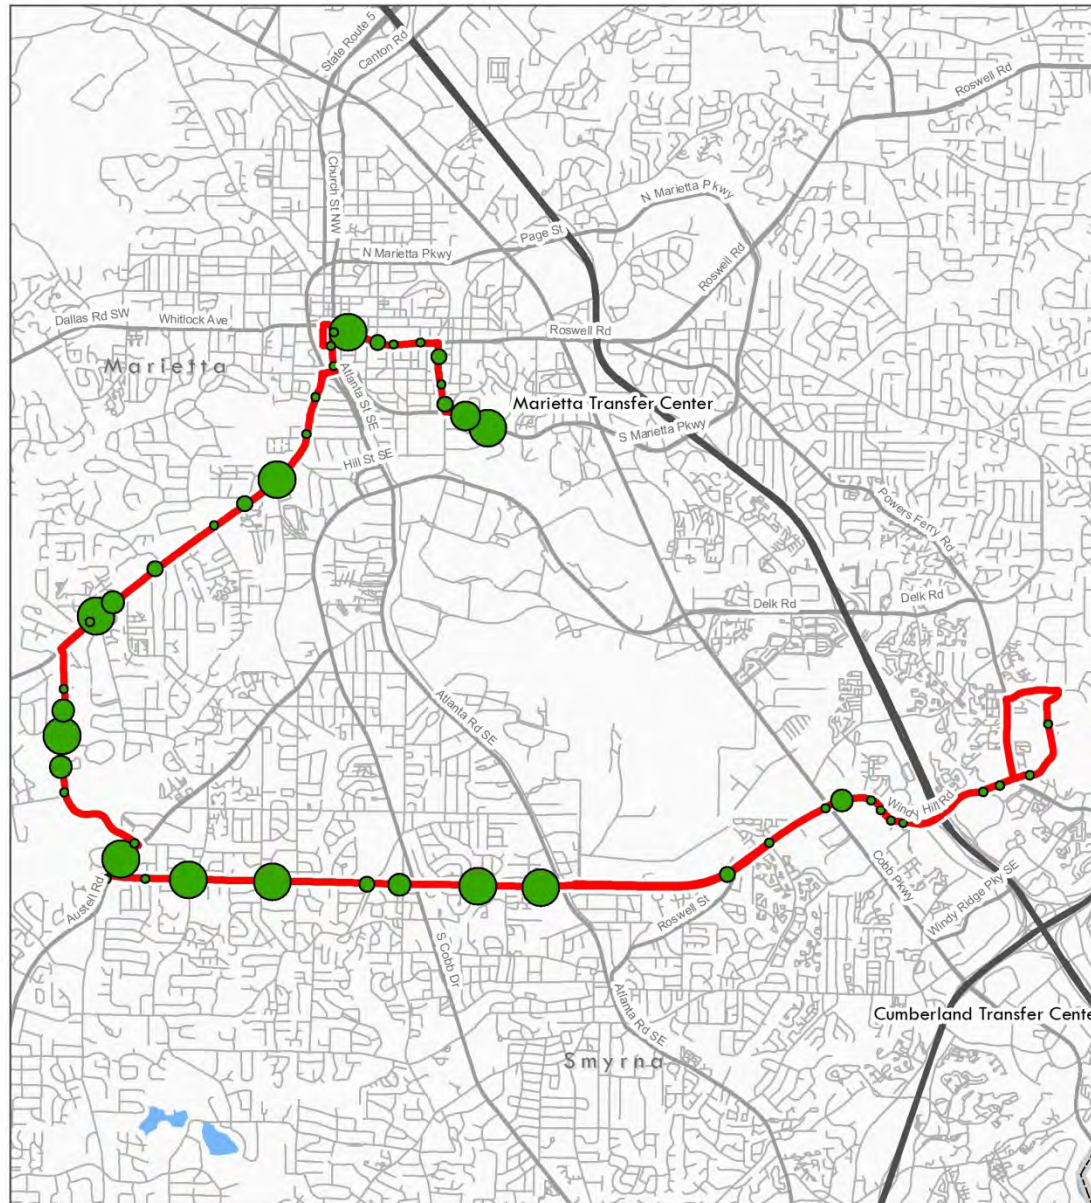 State Route 5
Canton Rd
Roswell Rd
Church St NW
N Marietta Pkwy
Page St
N Marietta Pkwy
Roswell Rd
Dallas Rd SW
Whitlock Ave
Roswell Rd
Marietta
Atlanta St SE
Marietta Transfer Center
S Marietta Pkwy
Hill St SE
Powers Ferry Rd
Delk Rd
Delk Rd
Atlanta Rd SE
Windy Hill Rd
Austell Rd
Cobb Pkwy
Windy Ridge Pky SE
Roswell St
S Cobb Dr
Cumberland Transfer Cente
Atlanta Rd SE
Smyrna